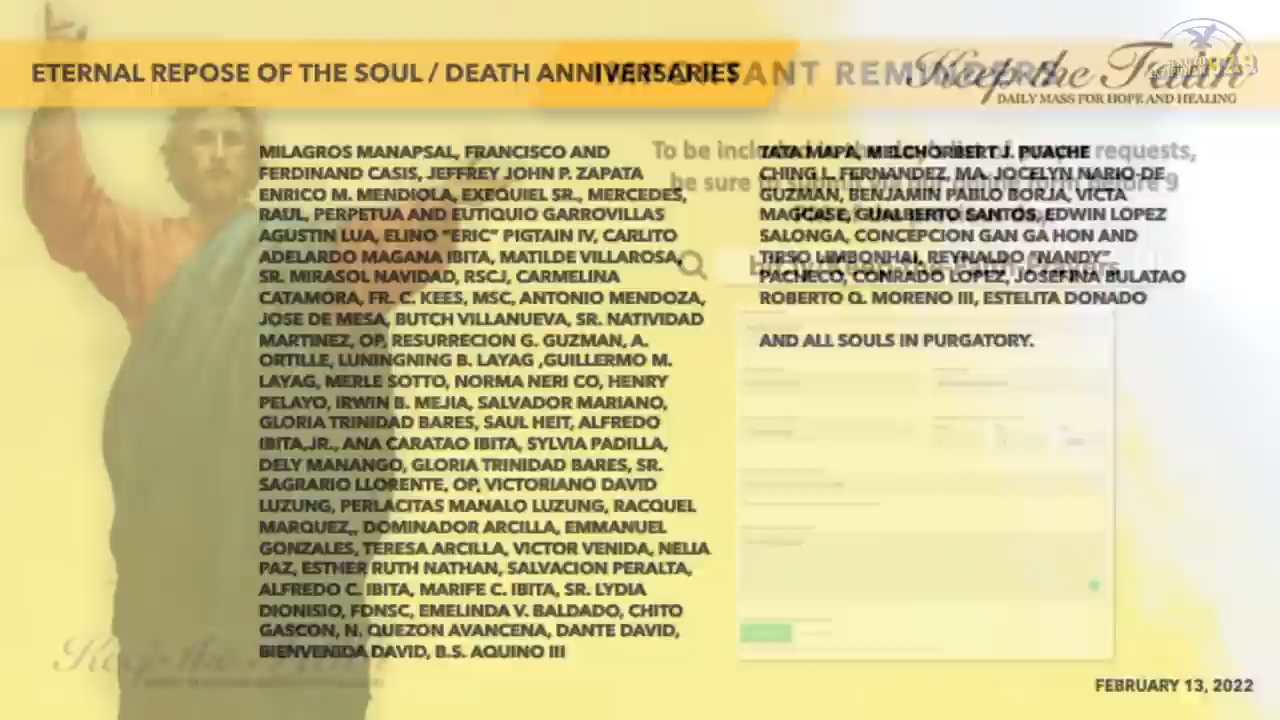 ETERNAL REPOSE OF THE SOUL / DEATH ANNIVERSARIES
Keep the Faith
DAILY MASS FOR HOPE AND HEALING
MILAGROS MANAPSAL, FRANCISCO AND
FERDINAND CASIS, JEFFREY JOHN P. ZAPATA
ENRICO M. MENDIOLA, EXEQUIEL SR., MERCEDES,
RAUL, PERPETUA AND EUTIQUIO GARROVILLAS
AGUSTIN LUA, ELINO "ERIC" PIGTAIN IV, CARLITO
ADELARDO MAGANA IBITA, MATILDE VILLAROSA,
SR. MIRASOL NAVIDAD, RSCJ, CARMELINA
CATAMORA, FR. C. KEES, MSC, ANTONIO MENDOZA,
JOSE DE MESA, BUTCH VILLANUEVA, SR. NATIVIDAD
MARTINEZ, OP, RESURRECION G. GUZMAN, A.
ORTILLE, LUNINGNING B. LAYAG ,GUILLERMO M.
LAYAG, MERLE SOTTO, NORMA NERI CO, HENRY
PELAYO, IRWIN B. MEJIA, SALVADOR MARIANO,
GLORIA TRINIDAD BARES, SAUL HEIT, ALFREDO
IBITA,JR., ANA CARATAO IBITA, SYLVIA PADILLA,
DELY MANANGO, GLORIA TRINIDAD BARES, SR.
SAGRARIO LLORENTE, OP, VICTORIANO DAVID
LUZUNG, PERLACITAS MANALO LUZUNG, RACQUEL
MARQUEZ,, DOMINADOR ARCILLA, EMMANUEL
GONZALES, TERESA ARCILLA, VICTOR VENIDA, NELIA
PAZ, ESTHER RUTH NATHAN, SALVACION PERALTA,
ALFREDO C. IBITA, MARIFE C. IBITA, SR. LYDIA
DIONISIO, FDNSC, EMELINDA V. BALDADO, CHITO
GASCON, N. QUEZON AVANCENA, DANTE DAVID,
BIENVENIDA DAVID, B.S. AQUINO III
TATA MAPA, MELCHORBERT J. PUACHE
CHING L. FERNANDEZ, MA. JOCELYN NARIO-DE
GUZMAN, BENJAMIN PABLO BORJA, VICTA
MAGCASE, GUALBERTO SANTOS, EDWIN LOPEZ
SALONGA, CONCEPCION GAN GA HON AND
TIRSO LIMBONHAI, REYNALDO "NANDY"
PACHECO, CONRADO LOPEZ, JOSEFINA BULATAO
ROBERTO Q. MORENO III, ESTELITA DONADO
AND ALL SOULS IN PURGATORY.
To be requests,
be sure 9
Keep the Faith
FEBRUARY 13, 2022